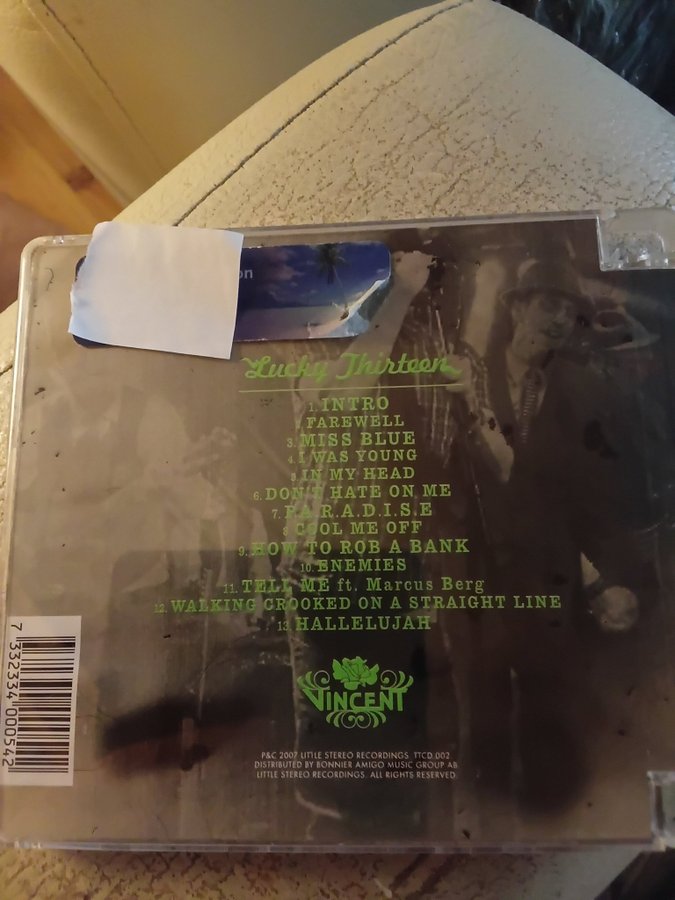 on
Lucky Thirteen
1. INTRO
2. FAREWELL
3. MISS BLUE
4. I WAS YOUNG
5. IN MY HEAD
6. DON'T HATE ON ME
7. P.A.R.A.D.I.S.E
8. COOL ME OFF
9. HOW TO ROB A BANK
10. ENEMIES
11. TELL ME ft. Marcus Berg
12. WALKING CROOKED ON A STRAIGHT LINE
13. HALLELUJAH
VINCENT
P&C 2007 LITTLE STEREO RECORDINGS TTCD 002
DISTRIBUTED BY BONNIER AMIGO MUSIC GROUP AB
LITTLE STEREO RECORDINGS. ALL RIGHTS RESERVED.
7 332334 000542